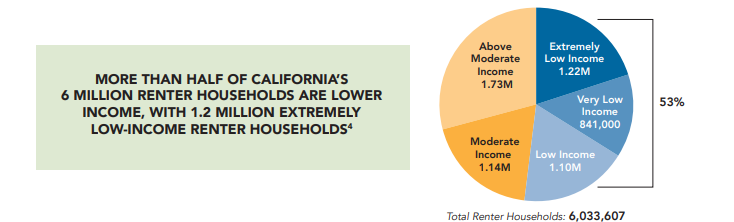 MORE THAN HALF OF CALIFORNIA'S
6 MILLION RENTER HOUSEHOLDS ARE LOWER
INCOME, WITH 1.2 MILLION EXTREMELY
LOW-INCOME RENTER HOUSEHOLDS⁴
Above
Moderate
Income
1.73M
Extremely
Low Income
1.22M
Very Low
Income
841,000
53%
Moderate
Income
1.14M
Low Income
1.10M
Total Renter Households: 6,033,607